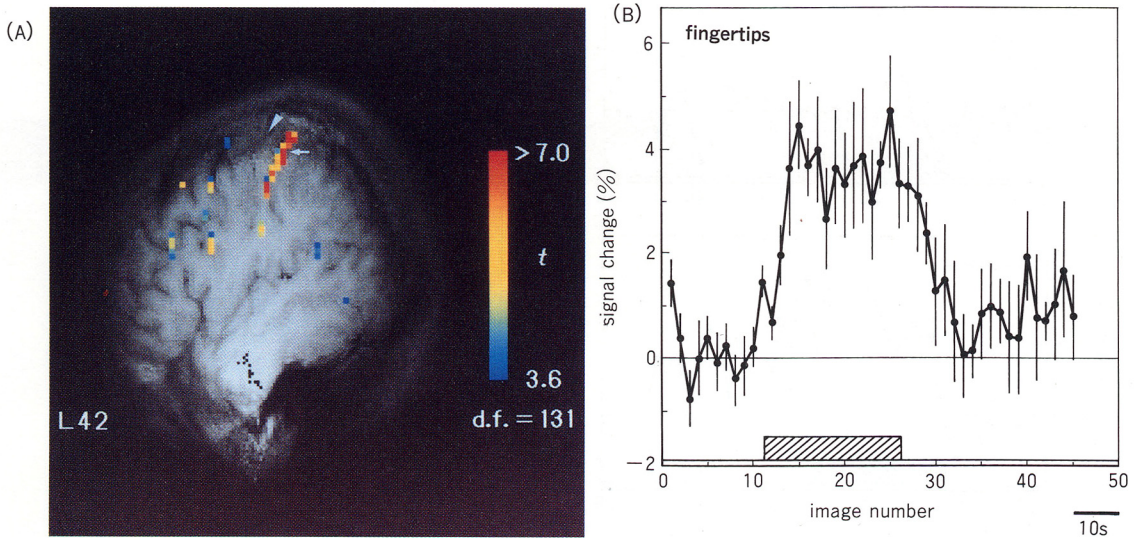 (A)
>7.0
t
3.6
L42
d.f. = 131
(B)
fingertips
6
4
2
0
−2
signal change (%)
0
10
20
30
40
50
image number
10s